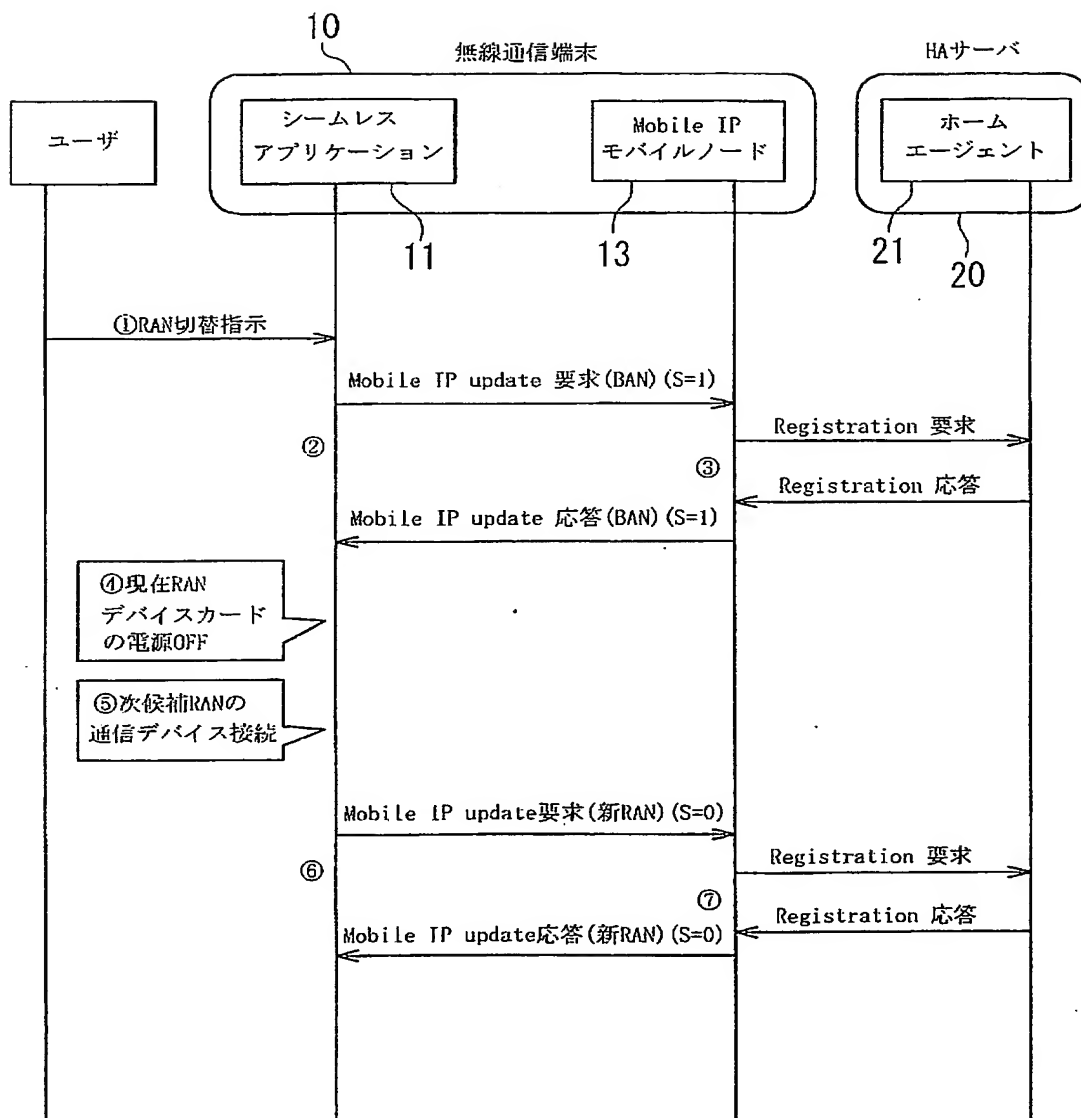 10
無線通信端末
HAサーバ
ユーザ
シームレス
アプリケーション
Mobile IP
モバイルノード
ホーム
エージェント
11
13
21
20
①RAN切替指示
Mobile IP update 要求(BAN)(S=1)
Registration 要求
②
③
Registration 応答
Mobile IP update 応答(BAN)(S=1)
④現在RAN
デバイスカード
の電源OFF
⑤次候補RANの
通信デバイス接続
Mobile IP update要求(新RAN)(S=0)
Registration 要求
⑥
⑦
Registration 応答
Mobile IP update応答(新RAN)(S=0)